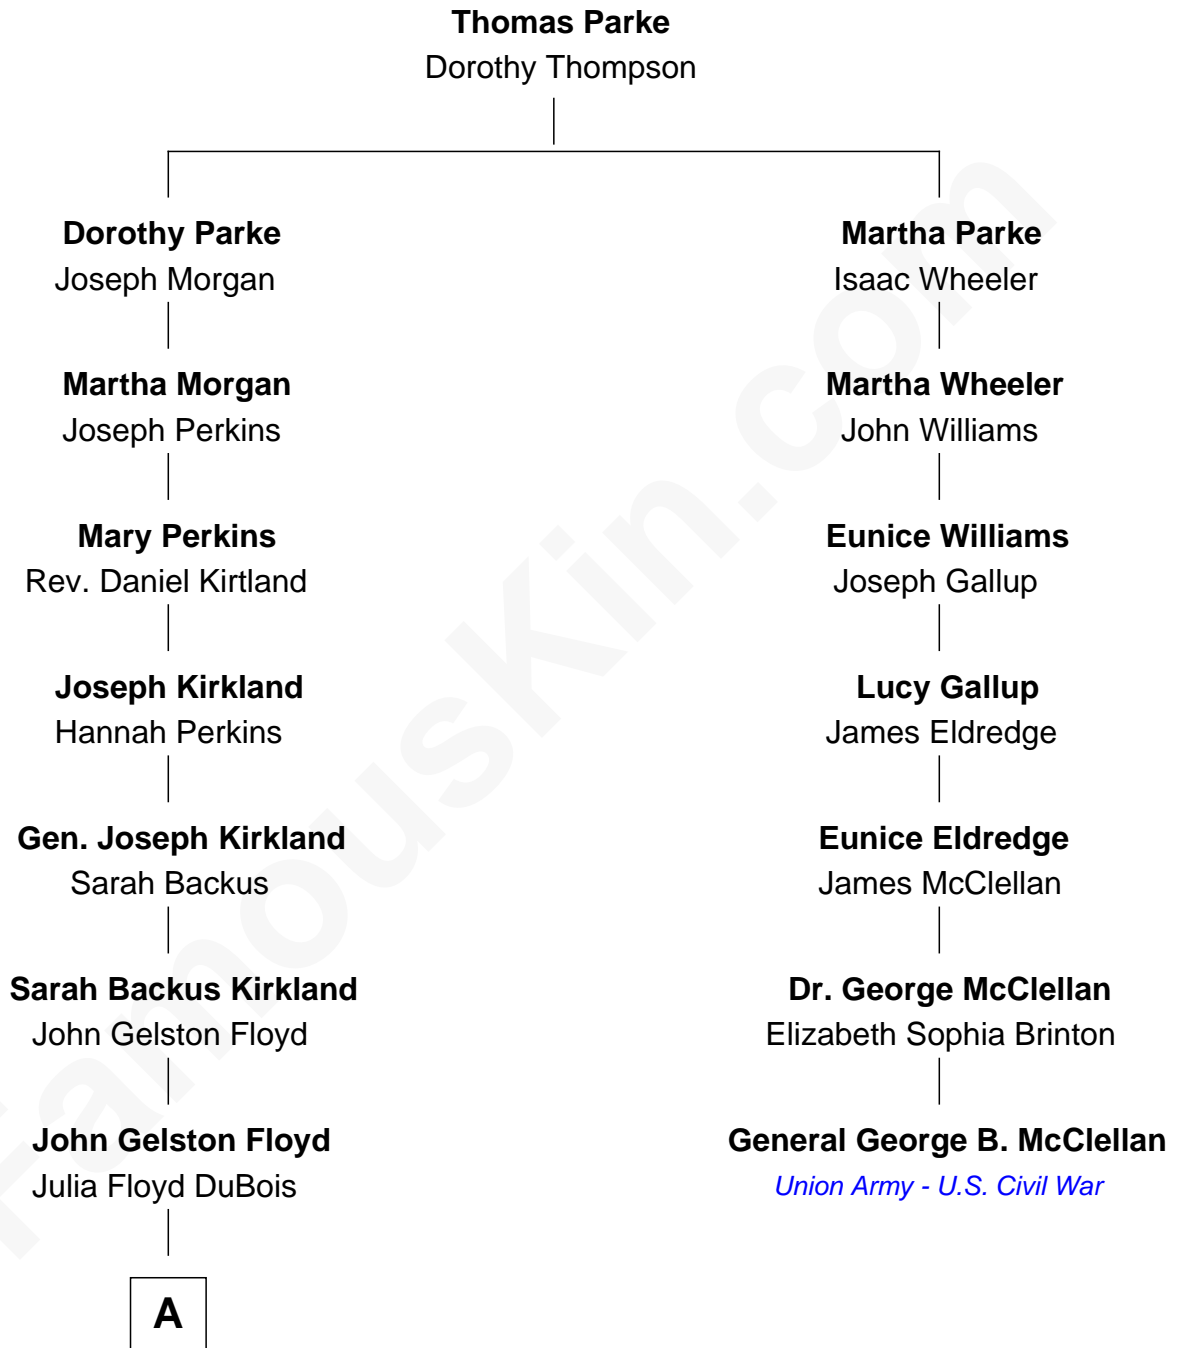 Thomas Parke
Dorothy Thompson
Dorothy Parke
Joseph Morgan
Martha Morgan
Joseph Perkins
Mary Perkins
Rev. Daniel Kirtland
Joseph Kirkland
Hannah Perkins
Gen. Joseph Kirkland
Sarah Backus
Sarah Backus Kirkland
John Gelston Floyd
John Gelston Floyd
Julia Floyd DuBois
A
Martha Parke
Isaac Wheeler
Martha Wheeler
John Williams
Eunice Williams
Joseph Gallup
Lucy Gallup
James Eldredge
Eunice Eldredge
James McClellan
Dr. George McClellan
Elizabeth Sophia Brinton
General George B. McClellan
Union Army - U.S. Civil War
FamousKin.com